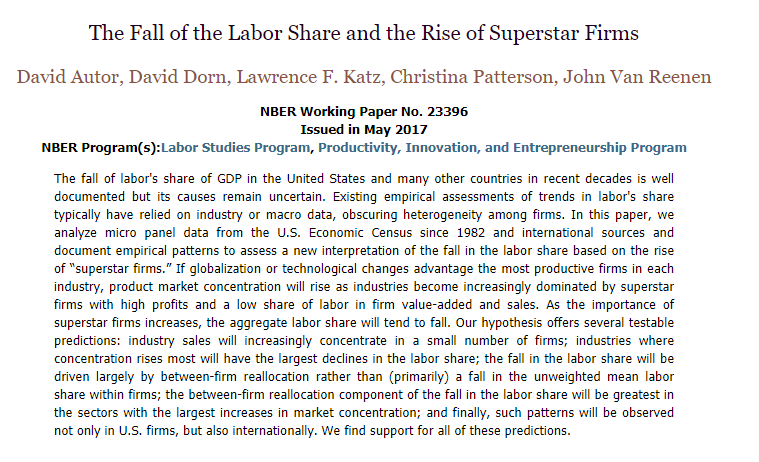 The Fall of the Labor Share and the Rise of Superstar Firms
David Autor, David Dorn, Lawrence F. Katz, Christina Patterson, John Van Reenen
NBER Working Paper No. 23396
Issued in May 2017
NBER Program(s):Labor Studies Program, Productivity, Innovation, and Entrepreneurship Program
The fall of labor's share of GDP in the United States and many other countries in recent decades is well
documented but its causes remain uncertain. Existing empirical assessments of trends in labor's share
typically have relied on industry or macro data, obscuring heterogeneity among firms. In this paper, we
analyze micro panel data from the U.S. Economic Census since 1982 and international sources and
document empirical patterns to assess a new interpretation of the fall in the labor share based on the rise
of “superstar firms.” If globalization or technological changes advantage the most productive firms in each
industry, product market concentration will rise as industries become increasingly dominated by superstar
firms with high profits and a low share of labor in firm value-added and sales. As the importance of
superstar firms increases, the aggregate labor share will tend to fall. Our hypothesis offers several testable
predictions: industry sales will increasingly concentrate in a small number of firms; industries where
concentration rises most will have the largest declines in the labor share; the fall in the labor share will be
driven largely by between-firm reallocation rather than (primarily) a fall in the unweighted mean labor
share within firms; the between-firm reallocation component of the fall in the labor share will be greatest in
the sectors with the largest increases in market concentration; and finally, such patterns will be observed
not only in U.S. firms, but also internationally. We find support for all of these predictions.